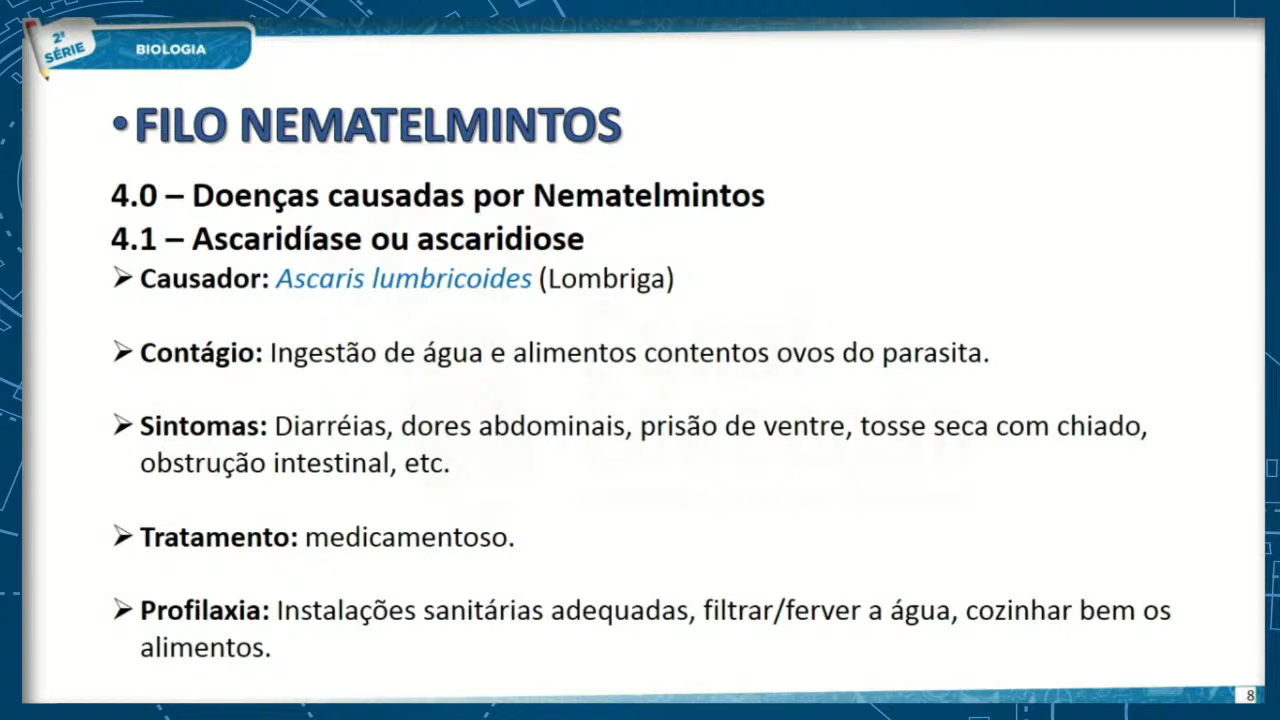 2ª
SÉRIE
BIOLOGIA
•FILO NEMATELMINTOS
4.0 – Doenças causadas por Nematelmintos
4.1 – Ascaridíase ou ascaridiose
➢ Causador: Ascaris lumbricoides (Lombriga)
➢ Contágio: Ingestão de água e alimentos contentos ovos do parasita.
➢ Sintomas: Diarréias, dores abdominais, prisão de ventre, tosse seca com chiado,
obstrução intestinal, etc.
➢ Tratamento: medicamentoso.
➢ Profilaxia: Instalações sanitárias adequadas, filtrar/ferver a água, cozinhar bem os
alimentos.
8